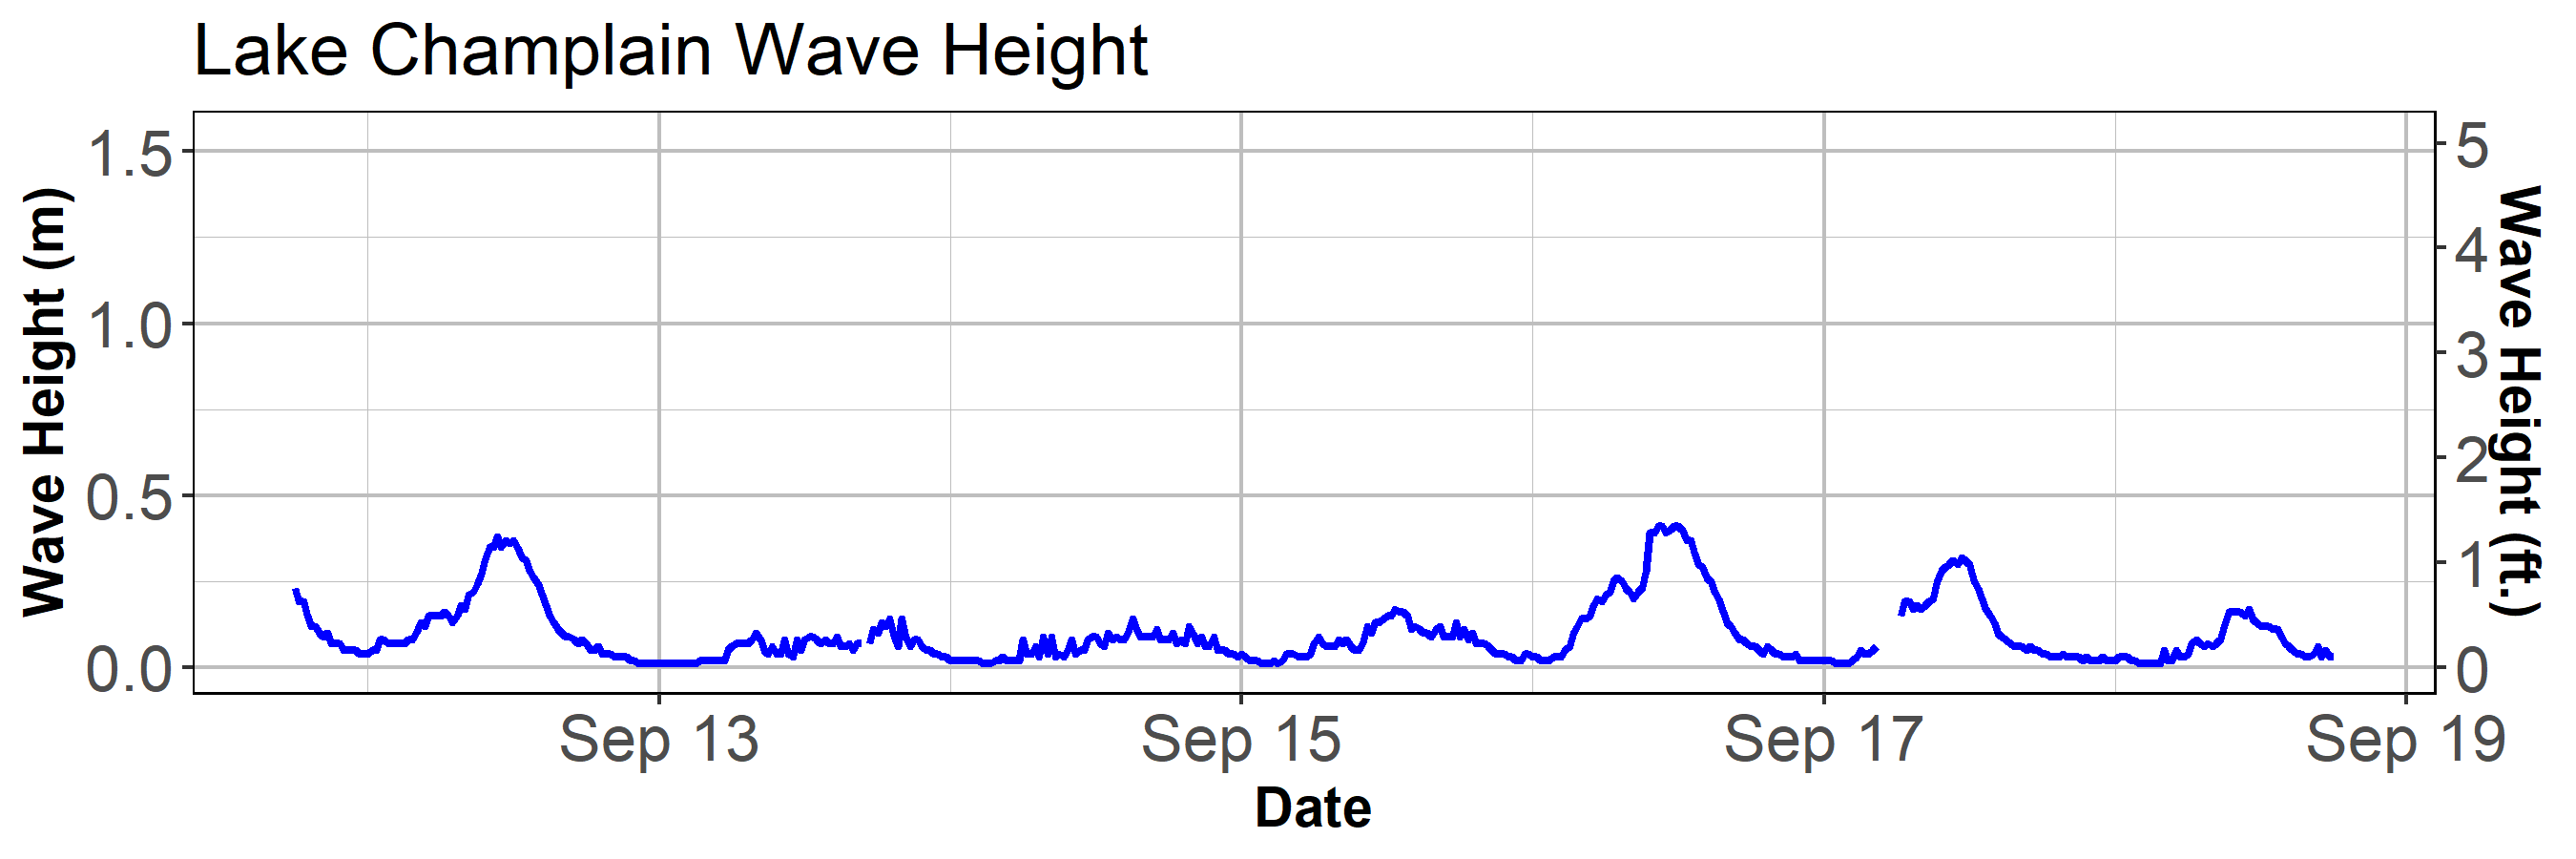 Lake Champlain Wave Height
Wave Height (m)
1.5
1.0
0.5
0.0
5
4
3
2
1
0
Wave Height (ft.)
Sep 13
Sep 15
Sep 17
Sep 19
Date